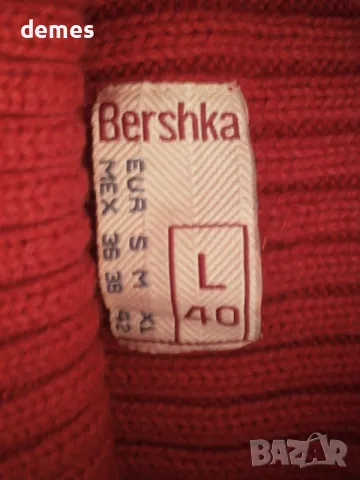 demes
Bershka
EUR S M XL
MEX 36 38 42
L
40
BAZAR